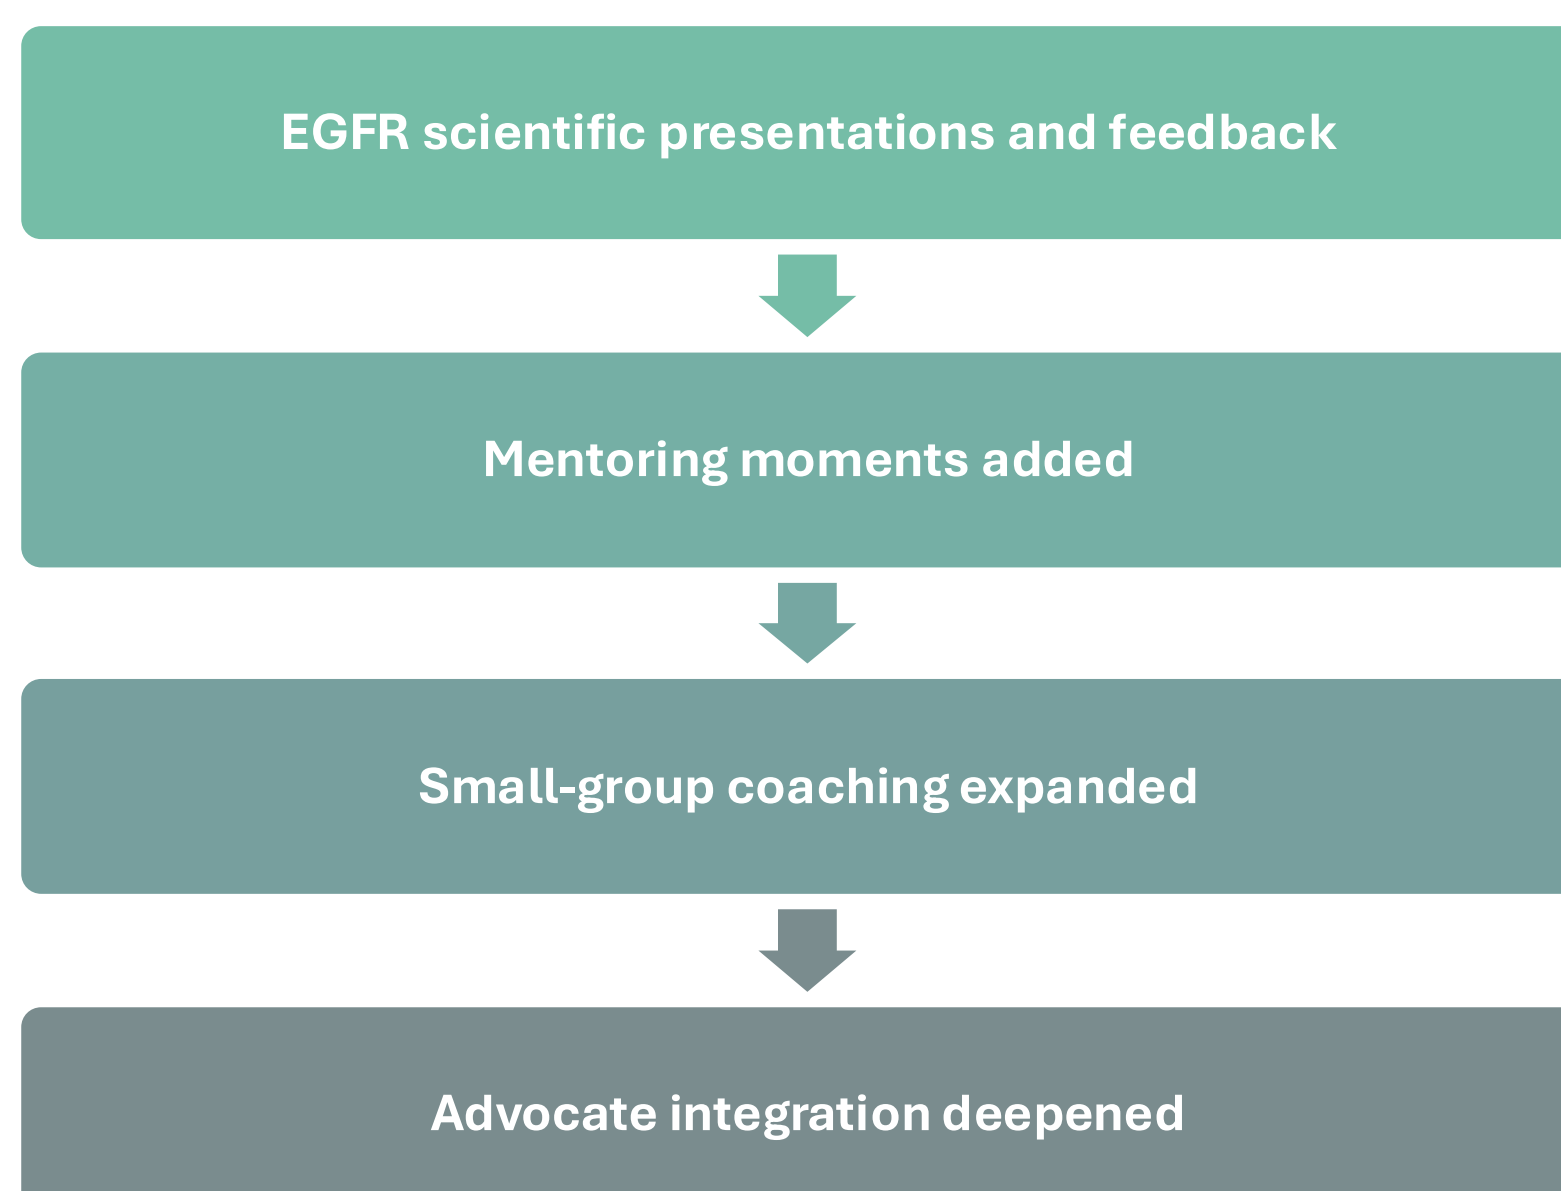 EGFR scientific presentations and feedback
Mentoring moments added
Small-group coaching expanded
Advocate integration deepened